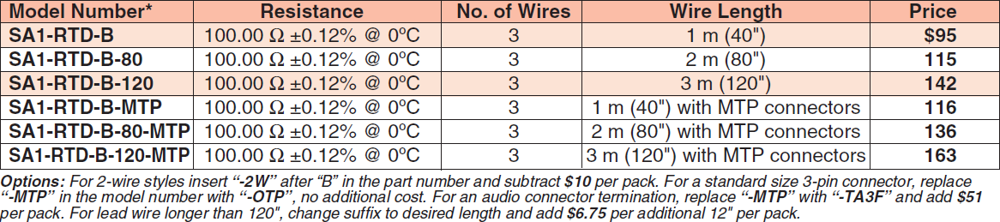 Model Number* Resistance No. of Wires Wire Length Price
SA1-RTD-B 100.00 Ω ±0.12% @ 0ºC 3 1 m (40") $95
SA1-RTD-B-80 100.00 Ω ±0.12% @ 0ºC 3 2 m (80") 115
SA1-RTD-B-120 100.00 Ω ±0.12% @ 0ºC 3 3 m (120") 142
SA1-RTD-B-MTP 100.00 Ω ±0.12% @ 0ºC 3 1 m (40") with MTP connectors 116
SA1-RTD-B-80-MTP 100.00 Ω ±0.12% @ 0ºC 3 2 m (80") with MTP connectors 136
SA1-RTD-B-120-MTP 100.00 Ω ±0.12% @ 0ºC 3 3 m (120") with MTP connectors 163
Options: For 2-wire styles insert “-2W” after “B” in the part number and subtract $10 per pack. For a standard size 3-pin connector, replace
“-MTP” in the model number with “-OTP”, no additional cost. For an audio connector termination, replace “-MTP” with “-TA3F” and add $51
per pack. For lead wire longer than 120", change suffix to desired length and add $6.75 per additional 12" per pack.